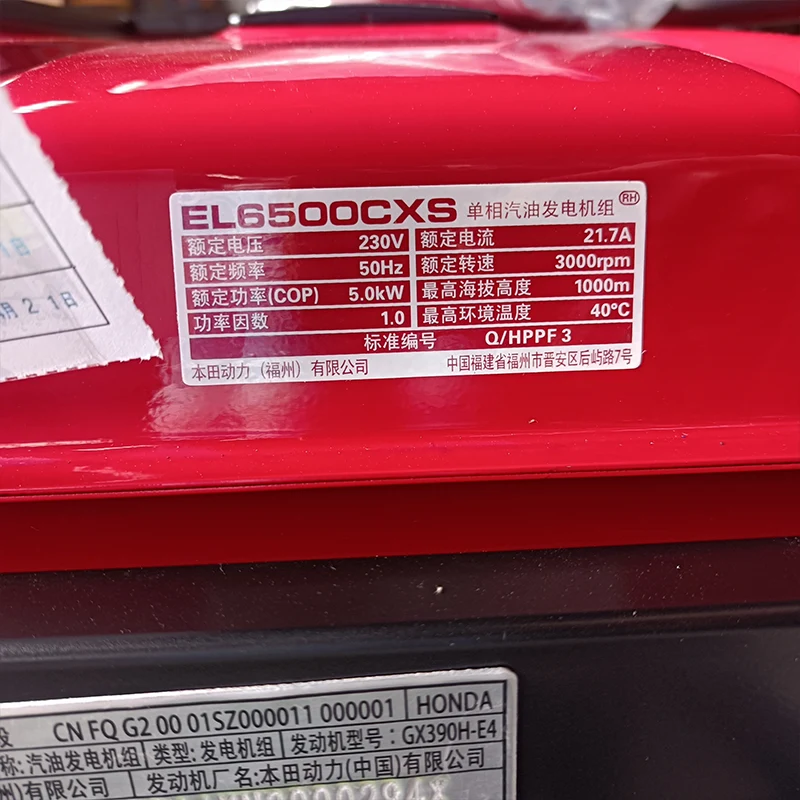 EL6500CXS 单相汽油发电机组 RH
额定电压 230V 额定电流 21.7A
额定频率 50Hz 额定转速 3000rpm
额定功率(COP) 5.0kW 最高海拔高度 1000m
功率因数 1.0 最高环境温度 40°C
标准编号 Q/HPPF 3
本田动力(福州)有限公司 中国福建省福州市晋安区后屿路7号
日
月21日
段 CN FQ G2 00 01SZ000011 000001 HONDA
称:汽油发电机组 类型:发电机组 发动机型号:GX390H-E4
州)有限公司 发动机厂名:本田动力(中国)有限公司